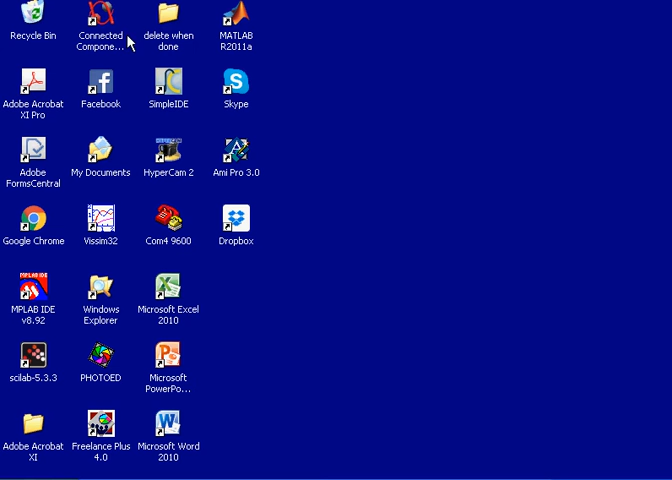 Recycle Bin
Connected
Compone...
delete when
done
MATLAB
R2011a
Adobe Acrobat
XI Pro
Facebook
SimpleIDE
Skype
Adobe
FormsCentral
My Documents
HyperCam 2
Ami Pro 3.0
Google Chrome
Vissim32
Com4 9600
Dropbox
MPLAB IDE
MPLAB IDE
v8.92
Windows
Explorer
Microsoft Excel
2010
scilab-5.3.3
PHOTOED
Microsoft
PowerPo...
Adobe Acrobat
XI
Freelance Plus
4.0
Microsoft Word
2010